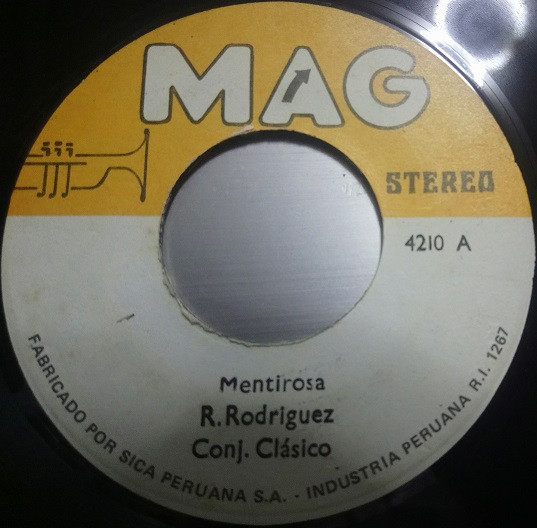 MAG
STEREO
4210 A
Mentirosa
R. Rodriguez
Conj. Clásico
FABRICADO POR SICA PERUANA S.A. - INDUSTRIA PERUANA R.I. 1267